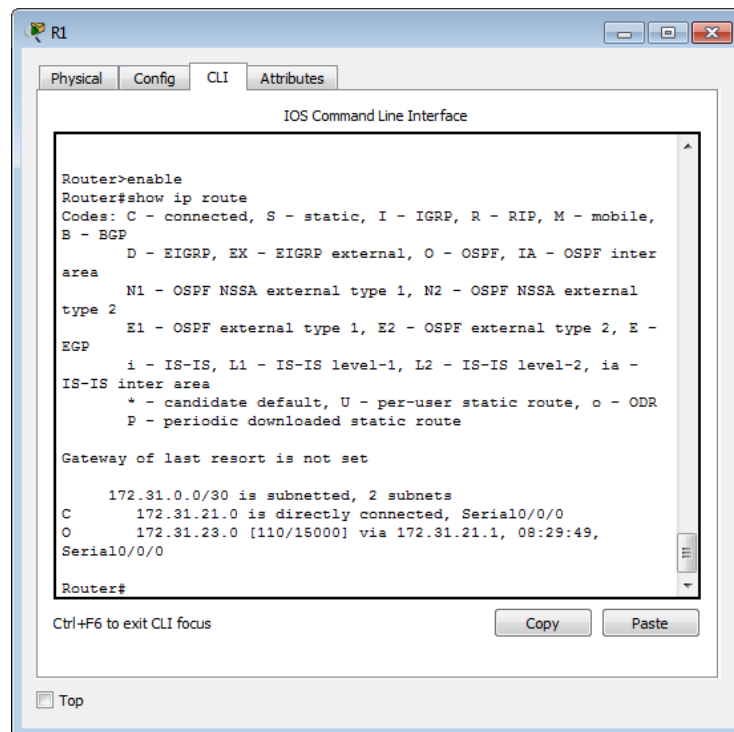 R1
Physical Config CLI Attributes
IOS Command Line Interface
Router>enable
Router#show ip route
Codes: C - connected, S - static, I - IGRP, R - RIP, M - mobile,
B - BGP
D - EIGRP, EX - EIGRP external, O - OSPF, IA - OSPF inter
area
N1 - OSPF NSSA external type 1, N2 - OSPF NSSA external
type 2
E1 - OSPF external type 1, E2 - OSPF external type 2, E -
EGP
i - IS-IS, L1 - IS-IS level-1, L2 - IS-IS level-2, ia -
IS-IS inter area
* - candidate default, U - per-user static route, o - ODR
P - periodic downloaded static route
Gateway of last resort is not set
172.31.0.0/30 is subnetted, 2 subnets
C 172.31.21.0 is directly connected, Serial0/0/0
O 172.31.23.0 [110/15000] via 172.31.21.1, 08:29:49,
Serial0/0/0
Router#
Ctrl+F6 to exit CLI focus
Copy Paste
Top